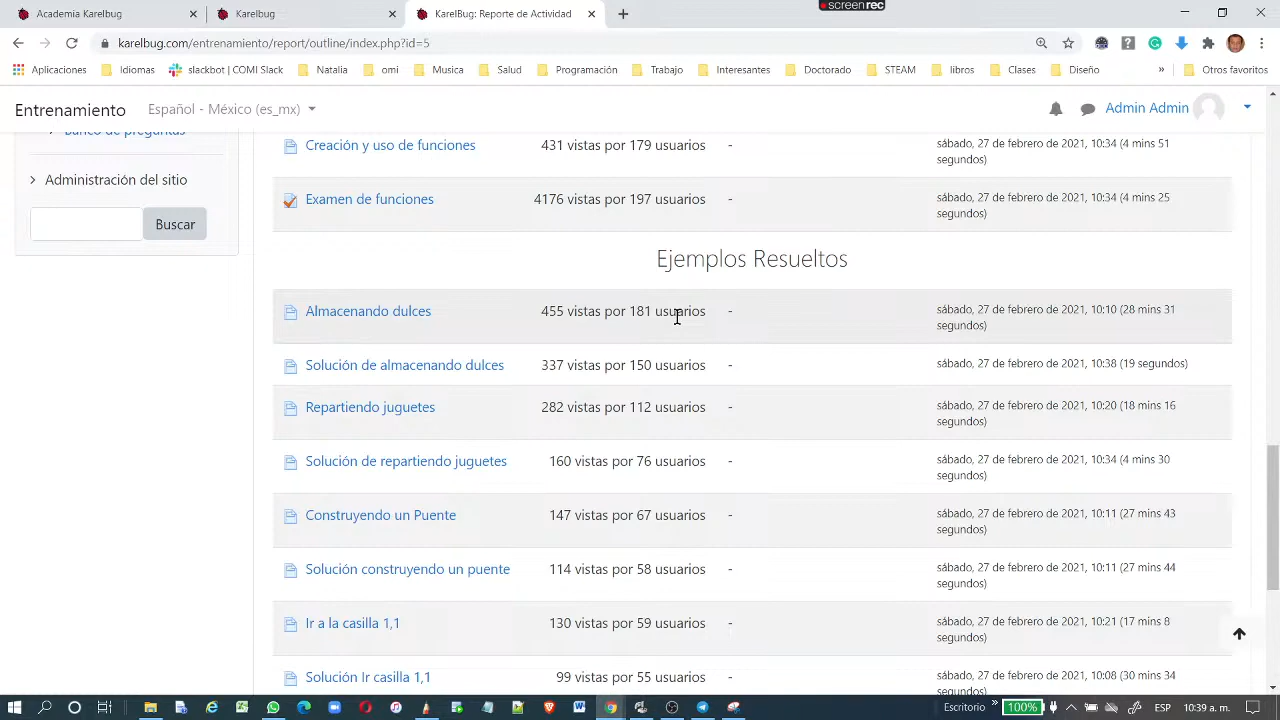 screenrec
Academia Karelbug
Karelbug
KarelBug: Reporte de Actividad
karelbug.com/entrenamiento/report/outline/index.php?id=5
Aplicaciones Idiomas slackbot | COMI Slack Natalia omi Musica Salud Programación Trabajo Interesantes Doctorado STEAM libros Clases Diseño » Otros favoritos
Entrenamiento Español - México (es_mx) Admin Admin
Banco de preguntas
Administración del sitio
Buscar
Creación y uso de funciones 431 vistas por 179 usuarios - sábado, 27 de febrero de 2021, 10:34 (4 mins 51
segundos)
Examen de funciones 4176 vistas por 197 usuarios - sábado, 27 de febrero de 2021, 10:34 (4 mins 25
segundos)
Ejemplos Resueltos
Almacenando dulces 455 vistas por 181 usuarios - sábado, 27 de febrero de 2021, 10:10 (28 mins 31
segundos)
Solución de almacenando dulces 337 vistas por 150 usuarios - sábado, 27 de febrero de 2021, 10:38 (19 segundos)
Repartiendo juguetes 282 vistas por 112 usuarios - sábado, 27 de febrero de 2021, 10:20 (18 mins 16
segundos)
Solución de repartiendo juguetes 160 vistas por 76 usuarios - sábado, 27 de febrero de 2021, 10:34 (4 mins 30
segundos)
Construyendo un Puente 147 vistas por 67 usuarios - sábado, 27 de febrero de 2021, 10:11 (27 mins 43
segundos)
Solución construyendo un puente 114 vistas por 58 usuarios - sábado, 27 de febrero de 2021, 10:11 (27 mins 44
segundos)
Ir a la casilla 1,1 130 vistas por 59 usuarios - sábado, 27 de febrero de 2021, 10:21 (17 mins 8
segundos)
Solución Ir casilla 1,1 99 vistas por 55 usuarios - sábado, 27 de febrero de 2021, 10:08 (30 mins 34
segundos)
Escritorio » 100% ESP 10:39 a. m.